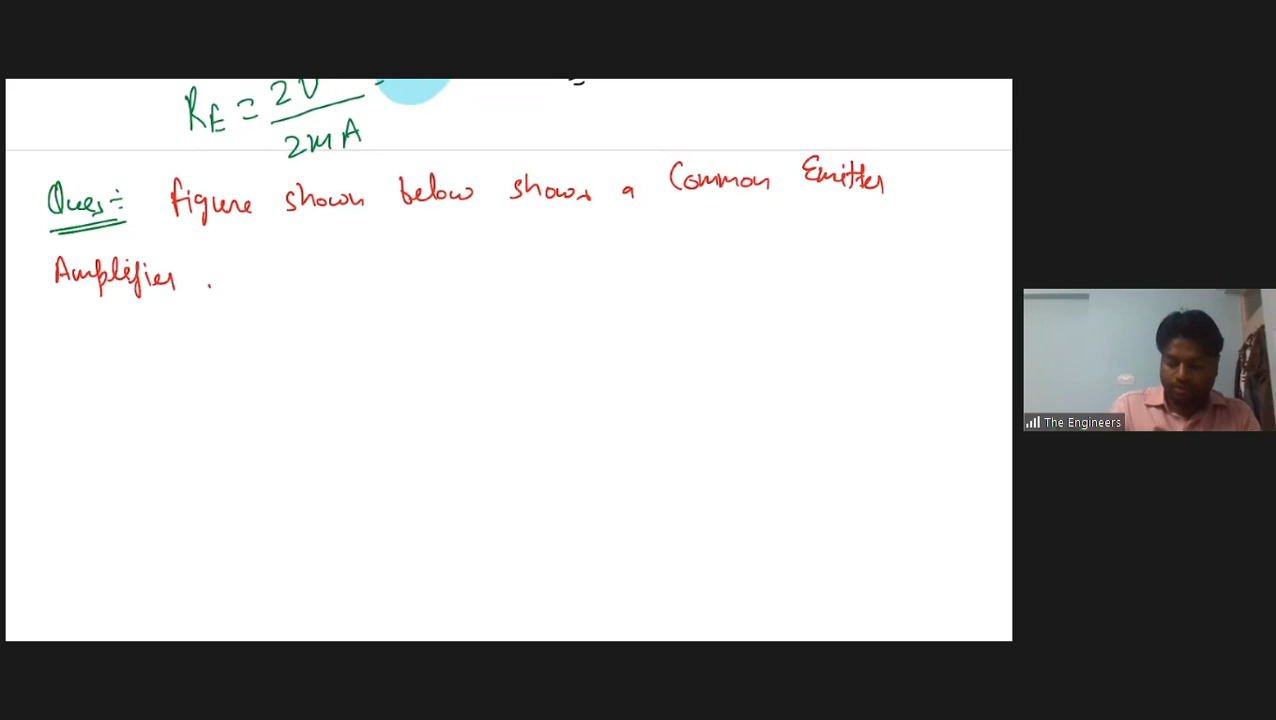 RE = 2V
2mA
Ques÷ figure shown below shows a Common Emitter
Amplifier .
The Engineers